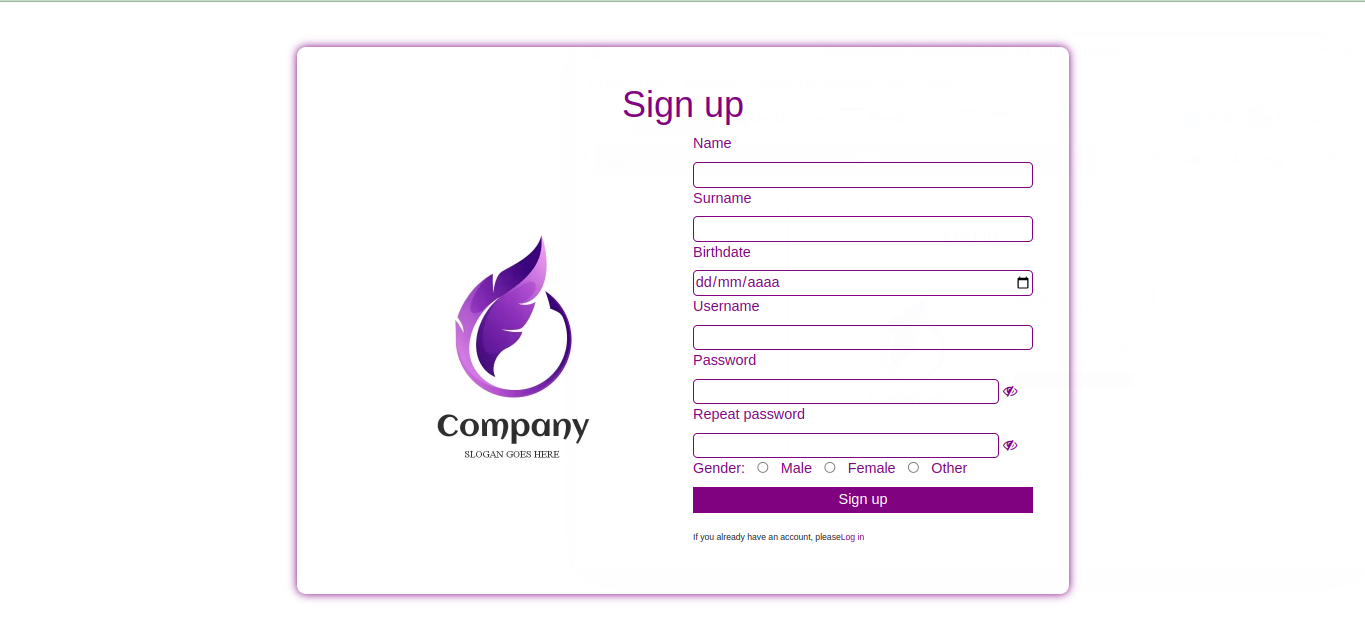 Sign up
Name
Surname
Birthdate
dd/mm/aaaa
Username
Password
Repeat password
Gender: Male Female Other
Sign up
If you already have an account, pleaseLog in
Company
SLOGAN GOES HERE